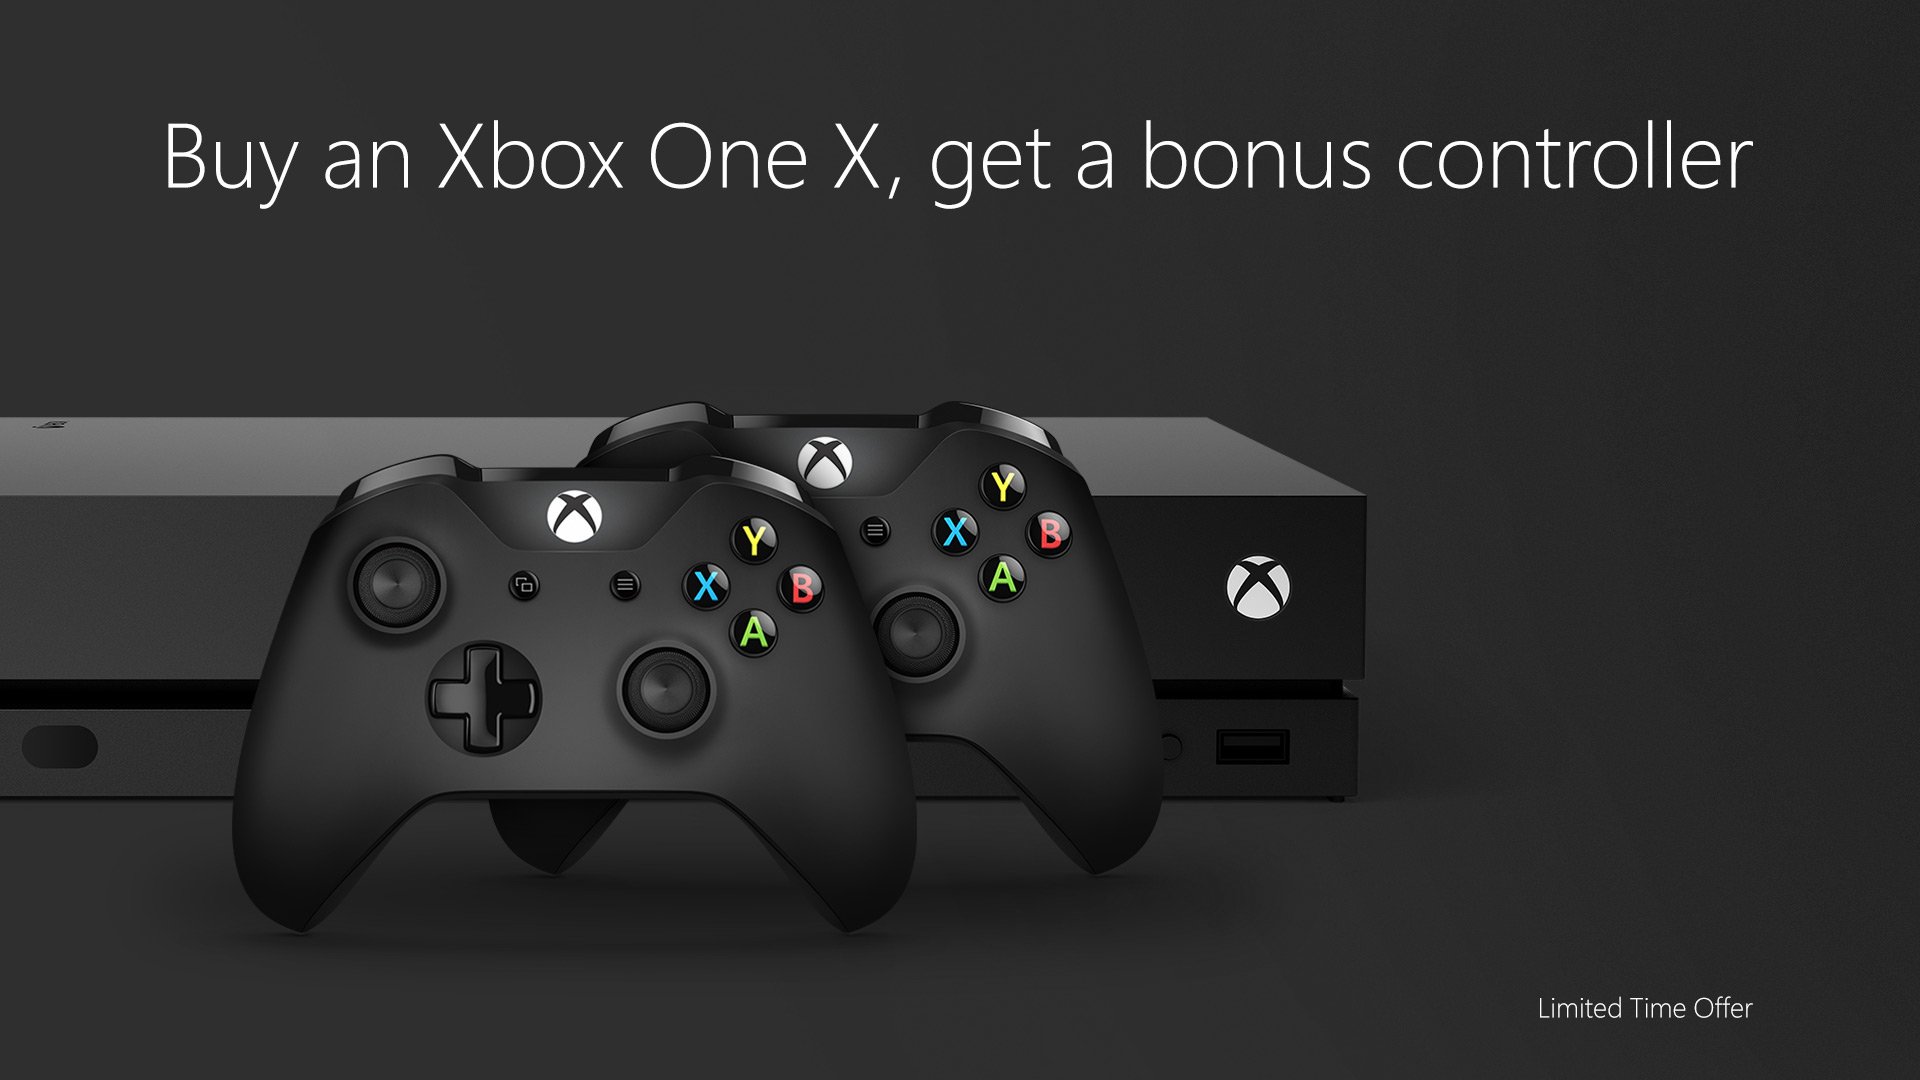 Buy an Xbox One X, get a bonus controller
Y
X
B
A
Y
X
B
A
Limited Time Offer